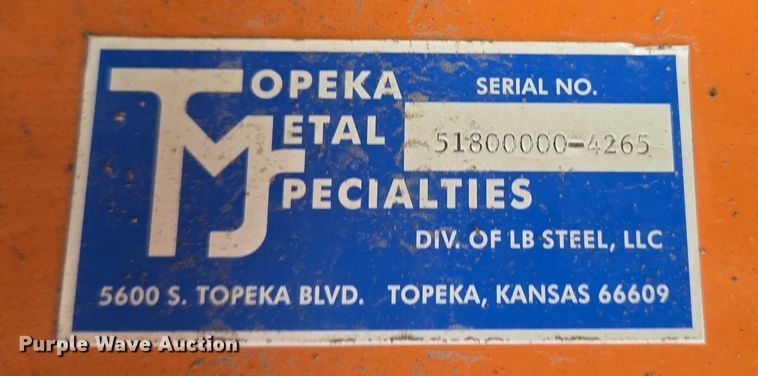 TOPEKA
METAL
SPECIALTIES
SERIAL NO.
51800000-4265
DIV. OF LB STEEL, LLC
5600 S. TOPEKA BLVD. TOPEKA, KANSAS 66609
Purple Wave Auction